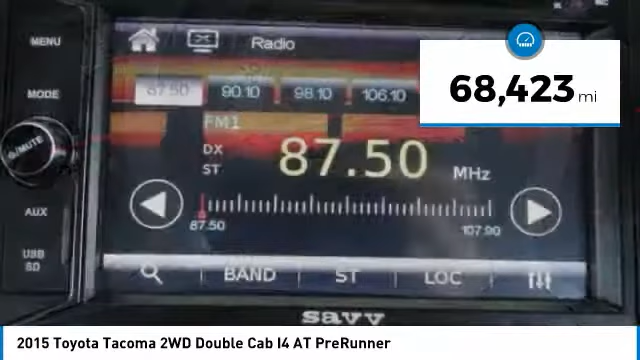 MENU
Radio
68,423 mi
MODE
87.50 90.10 98.10 106.10
FM1
DX
ST
87.50 MHz
AUX
87.50
107.90
USB
SD
BAND ST LOC
savv
2015 Toyota Tacoma 2WD Double Cab I4 AT PreRunner